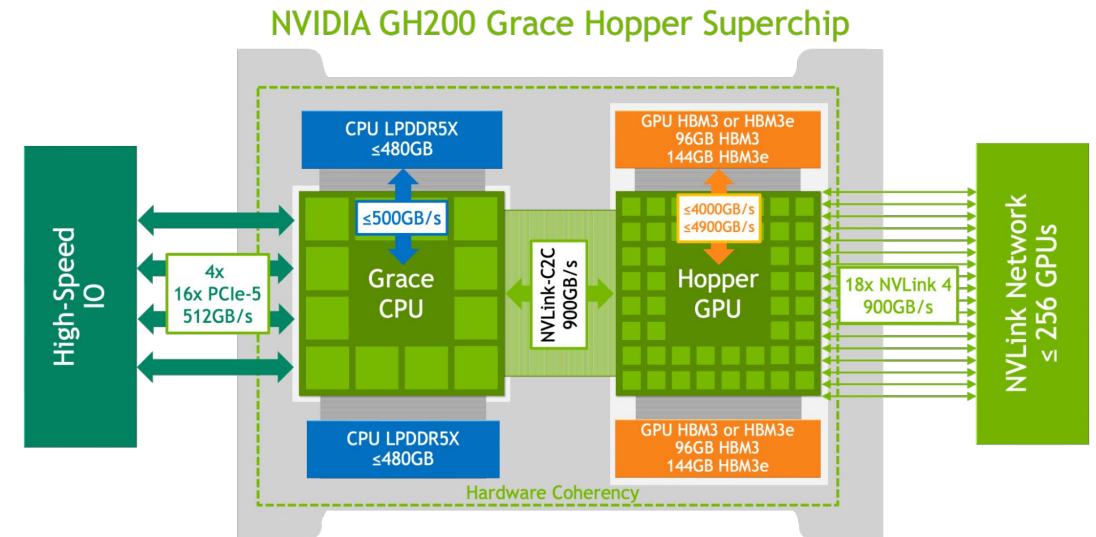 NVIDIA GH200 Grace Hopper Superchip
High-Speed
IO
4x
16x PCIe-5
512GB/s
CPU LPDDR5X
≤480GB
≤500GB/s
Grace
CPU
CPU LPDDR5X
≤480GB
NVLink-C2C
900GB/s
GPU HBM3 or HBM3e
96GB HBM3
144GB HBM3e
≤4000GB/s
≤4900GB/s
Hopper
GPU
GPU HBM3 or HBM3e
96GB HBM3
144GB HBM3e
18x NVLink 4
900GB/s
NVLink Network
≤ 256 GPUs
Hardware Coherency